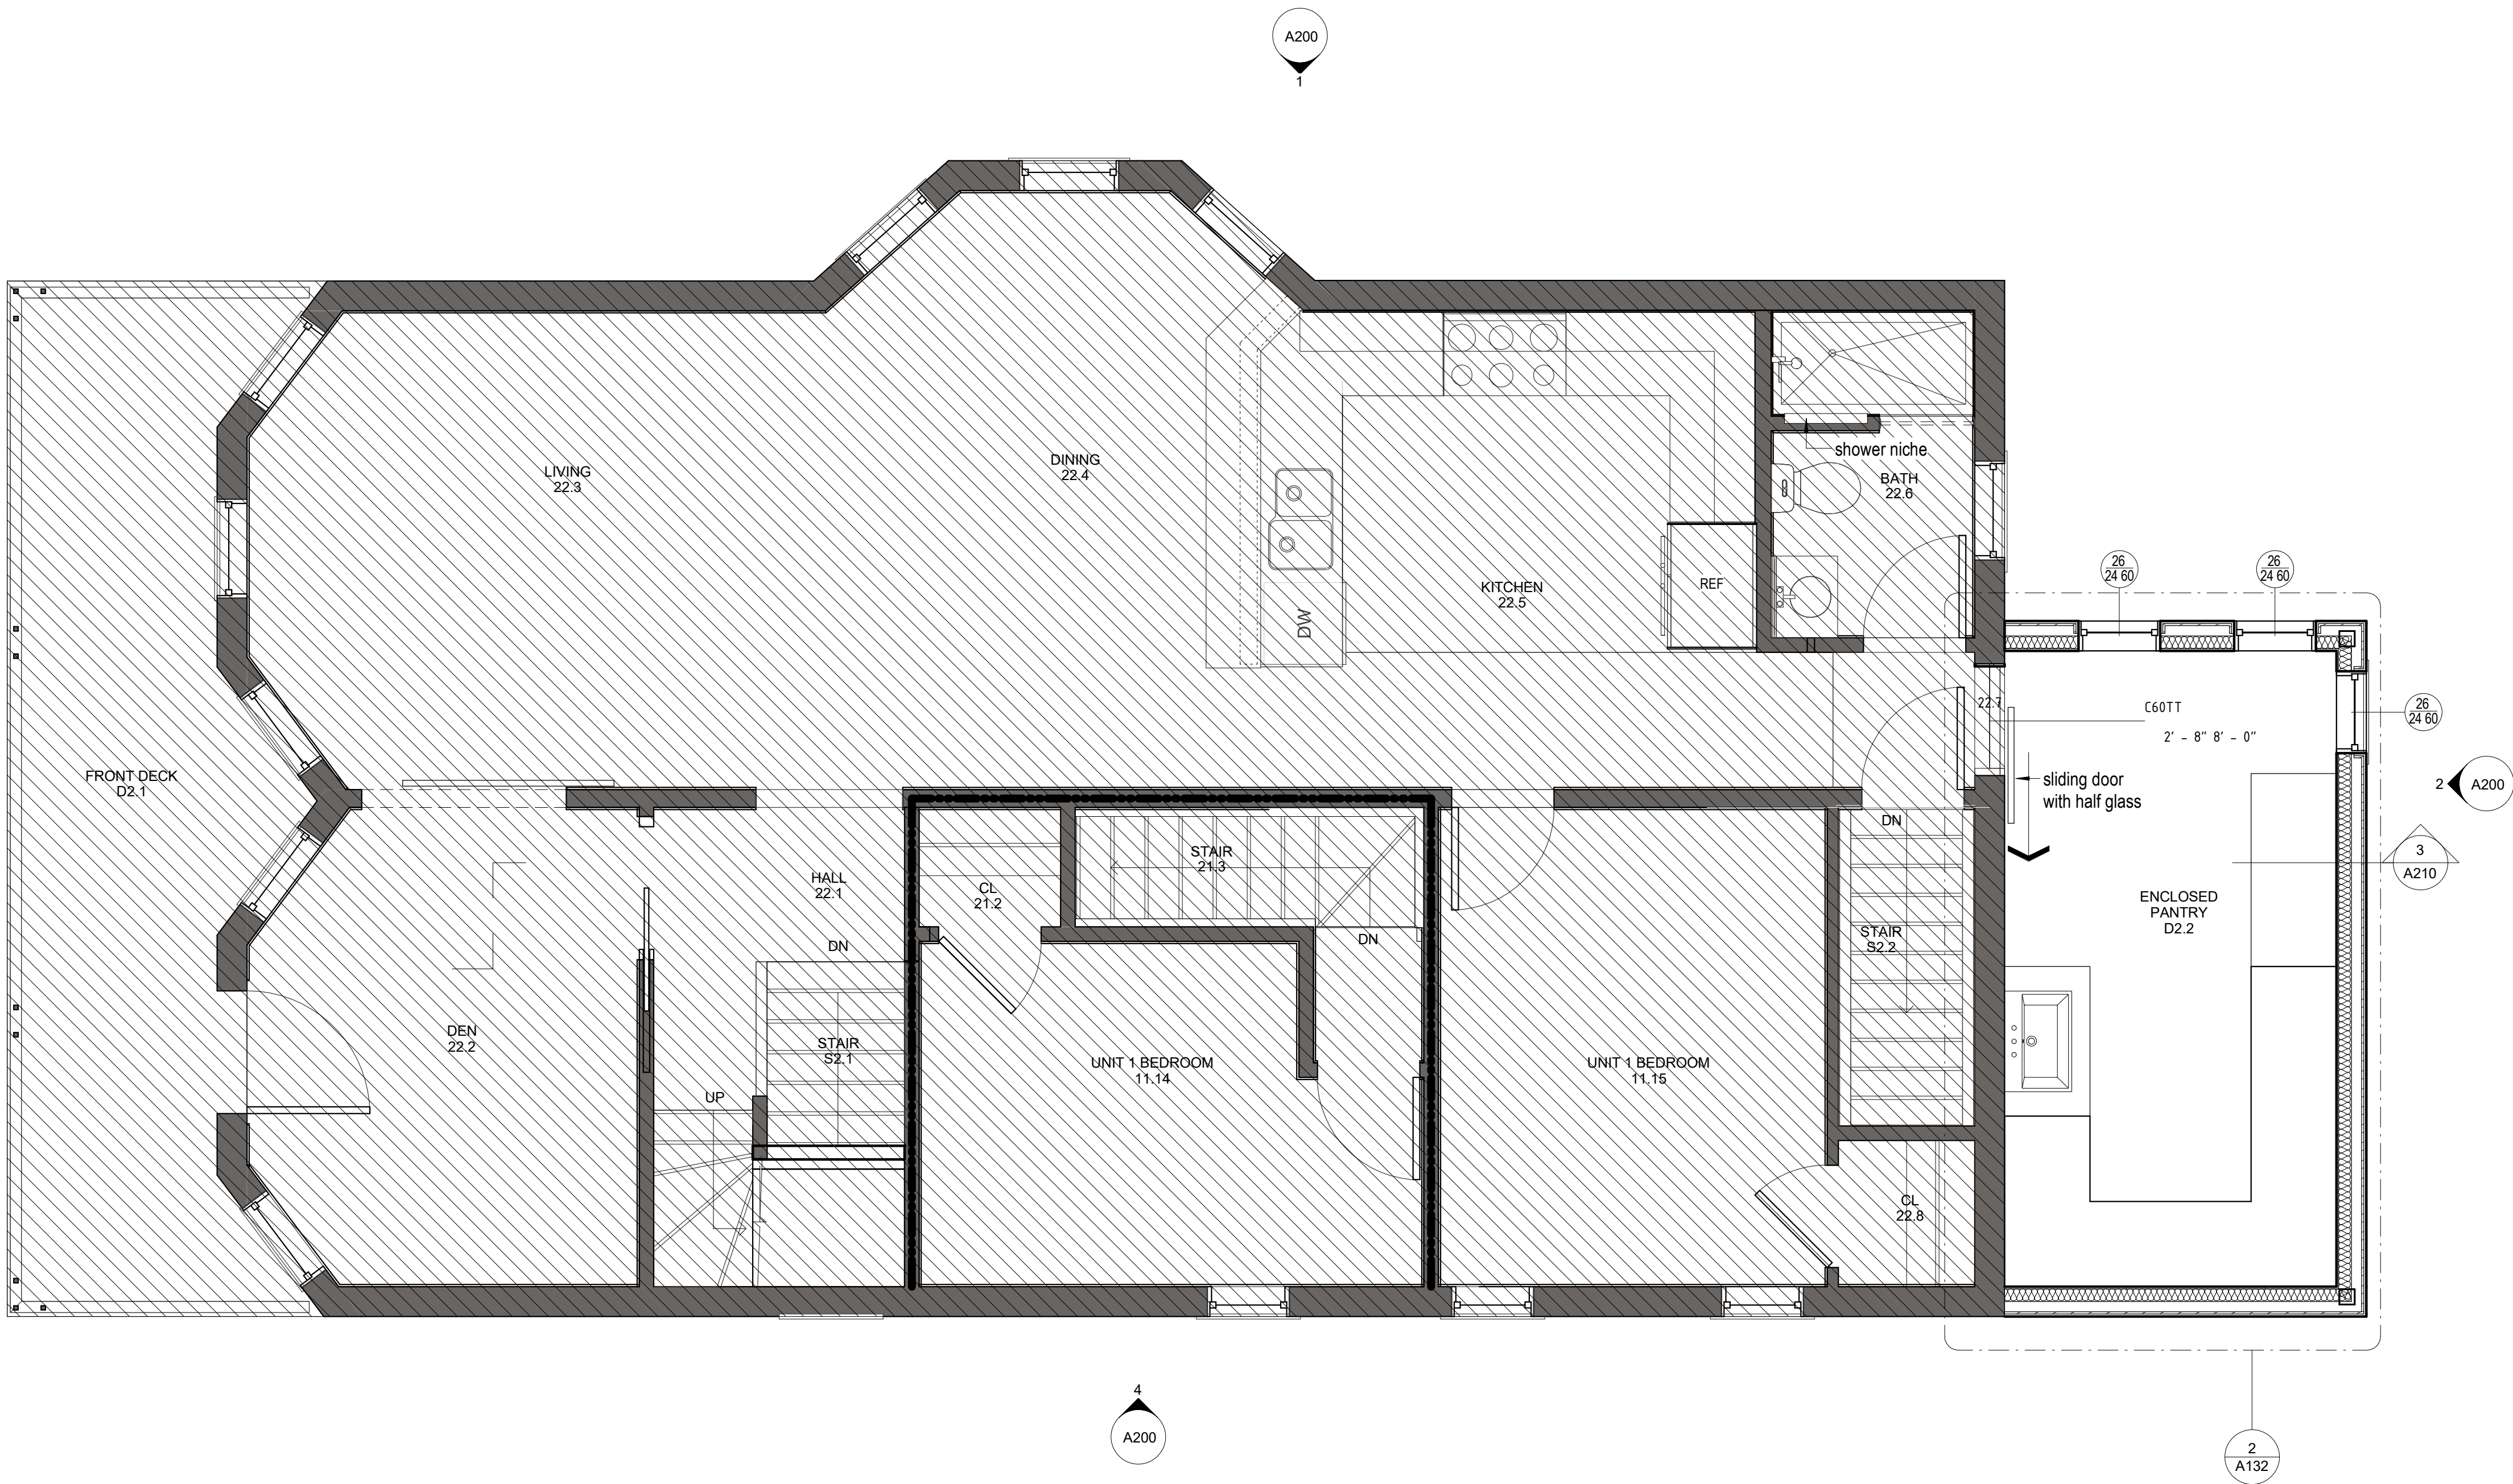 A200
1
LIVING
22.3
DINING
22.4
shower niche
BATH
22.6
KITCHEN
22.5
REF
DW
26
24 60
26
24 60
22.7
C60TT
2' - 8" 8' - 0"
26
24 60
FRONT DECK
D2.1
sliding door
with half glass
2
A200
DN
STAIR
21.3
3
A210
HALL
22.1
CL
21.2
ENCLOSED
PANTRY
D2.2
DN
DN
STAIR
S2.2
DEN
22.2
STAIR
S2.1
UNIT 1 BEDROOM
11.14
UNIT 1 BEDROOM
11.15
UP
CL
22.8
4
A200
2
A132